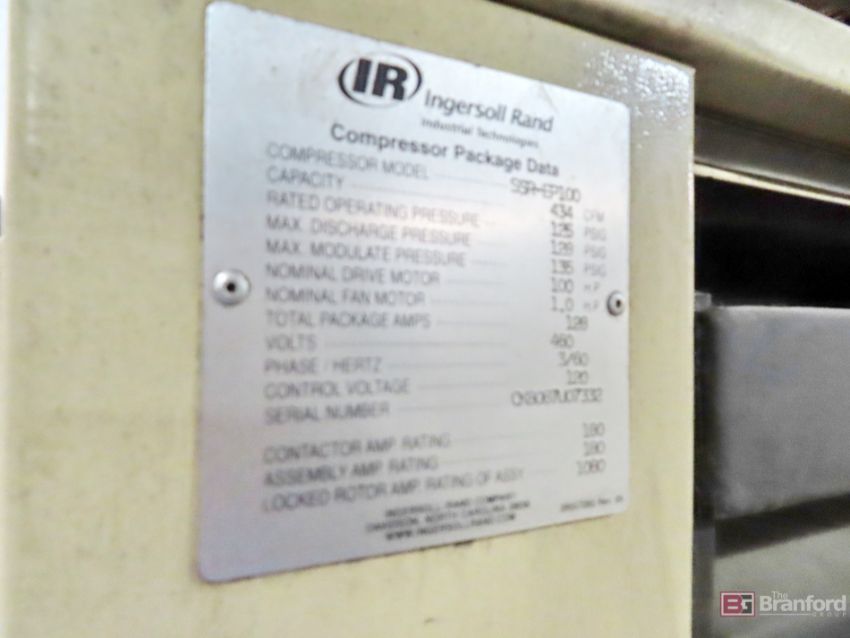 IR Ingersoll Rand
Industrial Technologies
Compressor Package Data
COMPRESSOR MODEL SSR-EP100
CAPACITY 434 CFM
RATED OPERATING PRESSURE 125 PSIG
MAX. DISCHARGE PRESSURE 128 PSIG
MAX. MODULATE PRESSURE 135 PSIG
NOMINAL DRIVE MOTOR 100 H.P
NOMINAL FAN MOTOR 1.0 H.P
TOTAL PACKAGE AMPS 128
VOLTS 460
PHASE / HERTZ 3/60
CONTROL VOLTAGE 120
SERIAL NUMBER
CONTACTOR AMP. RATING 180
ASSEMBLY AMP. RATING 180
LOCKED ROTOR AMP. RATING OF ASSY. 1080
INGERSOLL-RAND COMPANY
DAVIDSON, NORTH CAROLINA 28036
WWW.INGERSOLL-RAND.COM
BG The Branford
GROUP